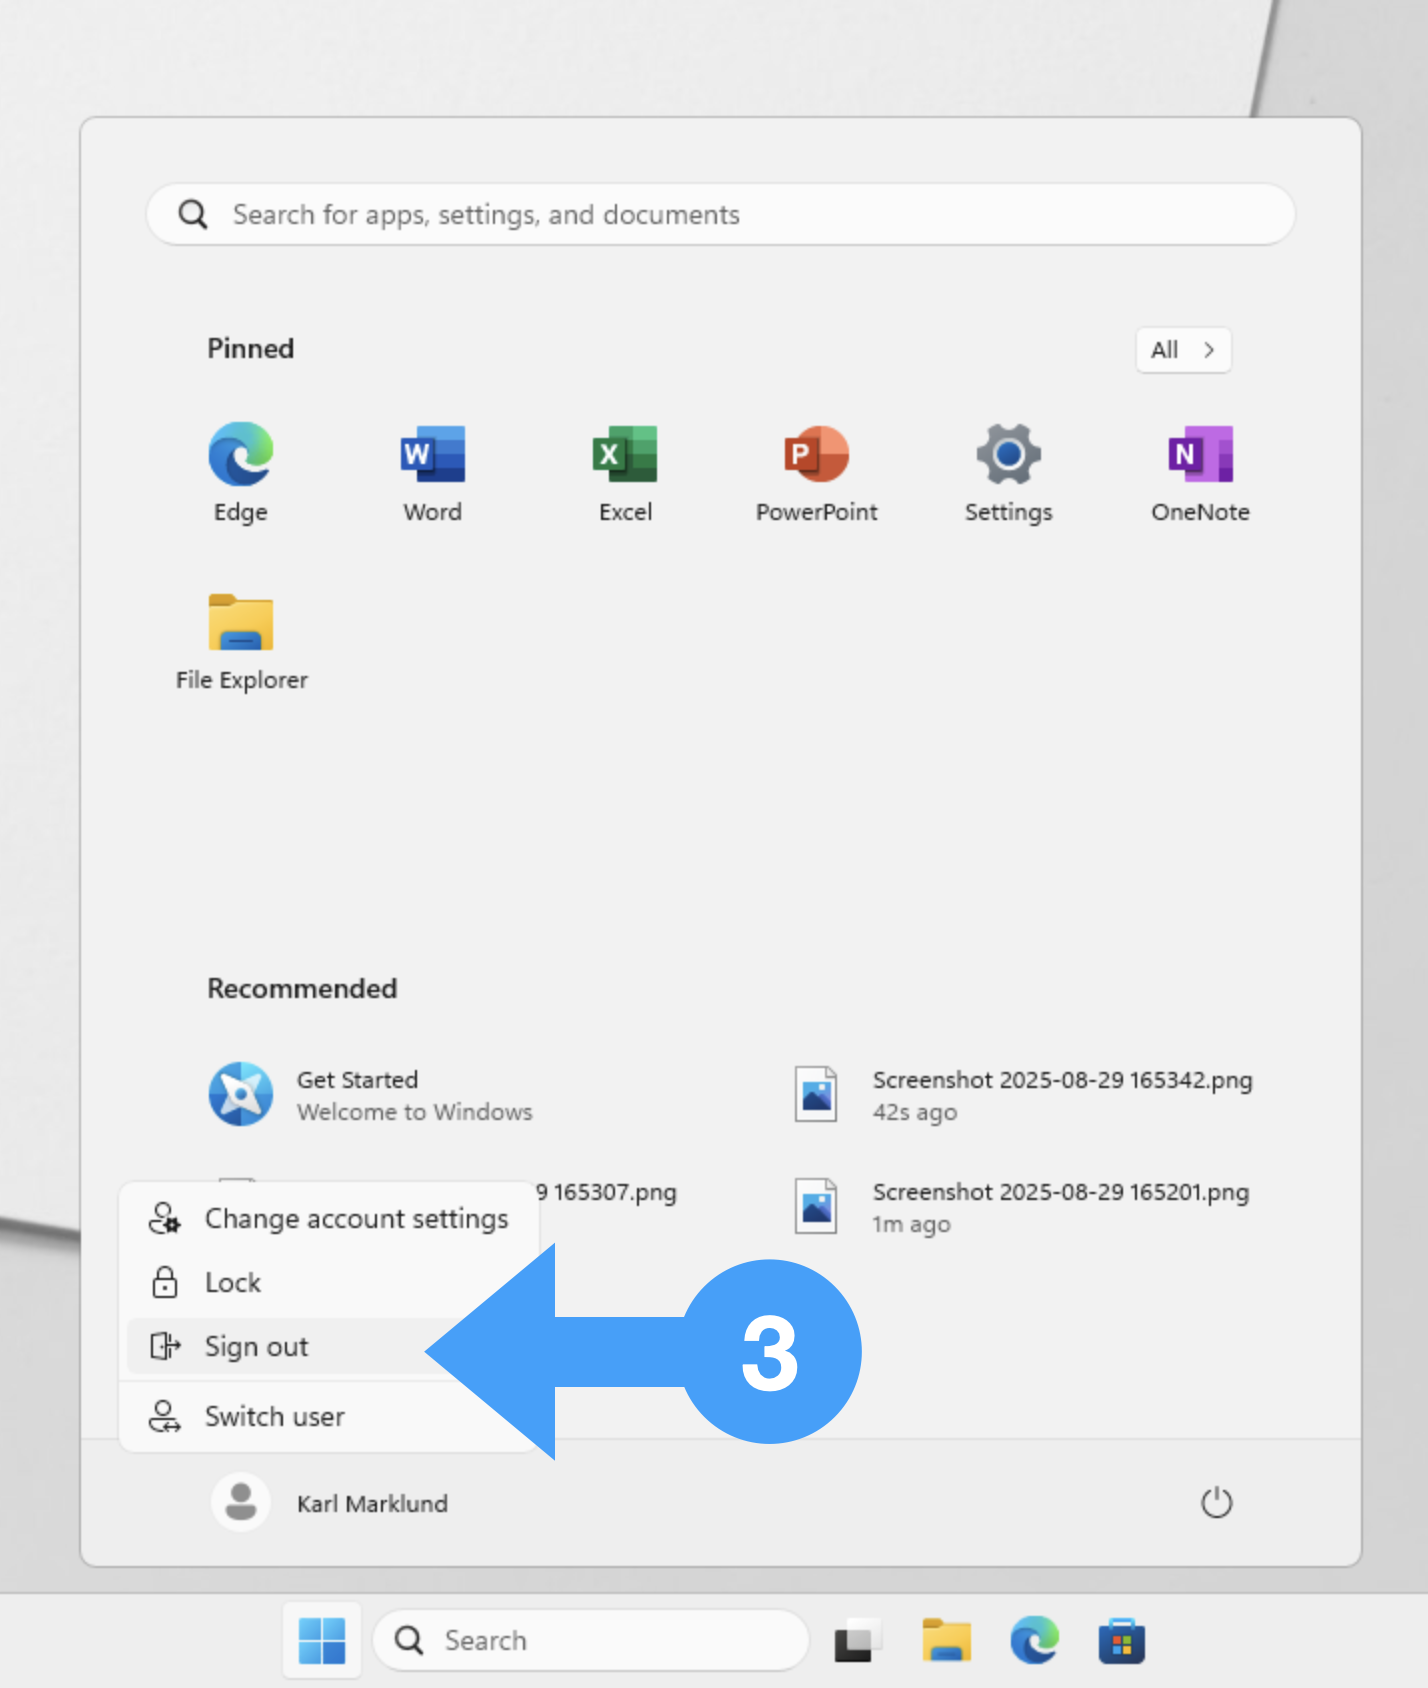 Search for apps, settings, and documents
Pinned
All
Edge
Word
Excel
PowerPoint
Settings
OneNote
File Explorer
Recommended
Get Started
Welcome to Windows
Screenshot 2025-08-29 165342.png
42s ago
9 165307.png
Screenshot 2025-08-29 165201.png
1m ago
Change account settings
Lock
Sign out
3
Switch user
Karl Marklund
Search